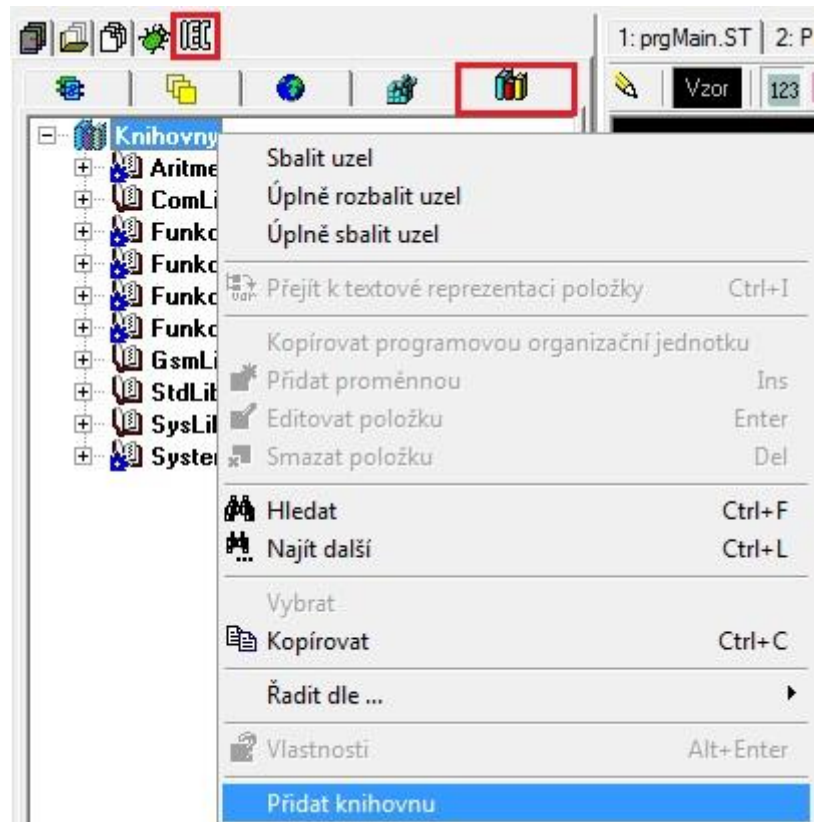 1: prgMain.ST 2: P
Vzor 123
Knihovny
Aritme
ComLi
Funkc
Funkc
Funkc
Funkc
GsmLi
StdLib
SysLib
System
Sbalit uzel
Úplně rozbalit uzel
Úplně sbalit uzel
Přejít k textové reprezentaci položky Ctrl+I
Kopírovat programovou organizační jednotku
Přidat proměnnou Ins
Editovat položku Enter
Smazat položku Del
Hledat Ctrl+F
Najít další Ctrl+L
Vybrat
Kopírovat Ctrl+C
Řadit dle ...
Vlastnosti Alt+Enter
Přidat knihovnu